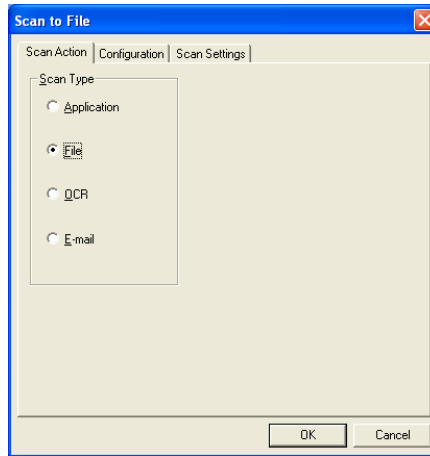 Scan to File
Scan Action Configuration Scan Settings
Scan Type
Application
File
OCR
E-mail
OK Cancel